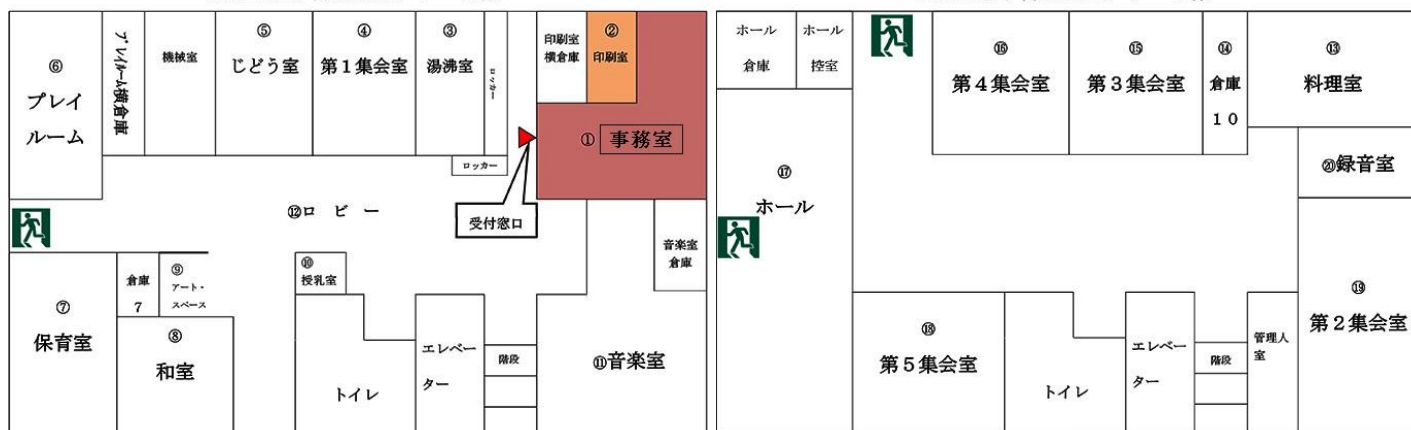 ⑥
プレイ
ルーム
プレイルーム横倉庫
機械室
⑤
じどう室
④
第1集会室
③
湯沸室
ロッカー
ロッカー
印刷室
横倉庫
②
印刷室
① 事務室
受付窓口
⑫ロ ビ ー
⑦
保育室
倉庫
7
⑨
アート・
スペース
⑧
和室
⑩
授乳室
トイレ
エレベー
ター
階段
⑪音楽室
音楽室
倉庫
ホール
倉庫
ホール
控室
⑯
第4集会室
⑮
第3集会室
⑭
倉庫
10
⑬
料理室
⑳録音室
⑰
ホール
⑱
第5集会室
トイレ
エレベー
ター
階段
管理人
室
⑲
第2集会室